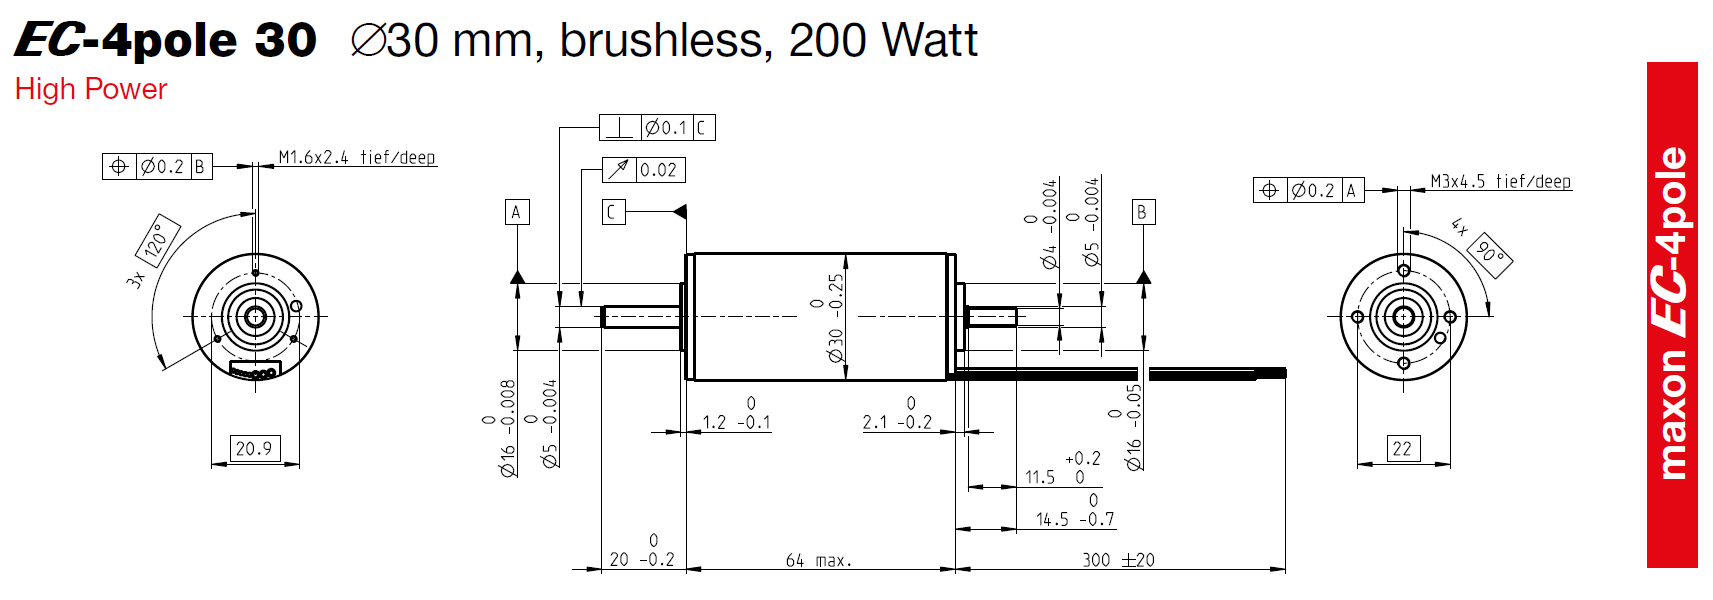 EC-4pole 30 ∅30 mm, brushless, 200 Watt
High Power
⊥ ∅0.1 C
⌖ ∅0.2 B
M1.6x2.4 tief/deep
↗ 0.02
⌖ ∅0.2 A
M3x4.5 tief/deep
A
C
B
3x 120°
4x 90°
∅4 0 -0.004
∅5 0 -0.004
∅30 0 -0.25
∅16 0 -0.008
∅5 0 -0.004
1.2 0 -0.1
2.1 0 -0.2
∅16 0 -0.05
20.9
22
11.5 +0.2 0
14.5 0 -0.7
20 0 -0.2
64 max.
300 ±20
maxon EC-4pole